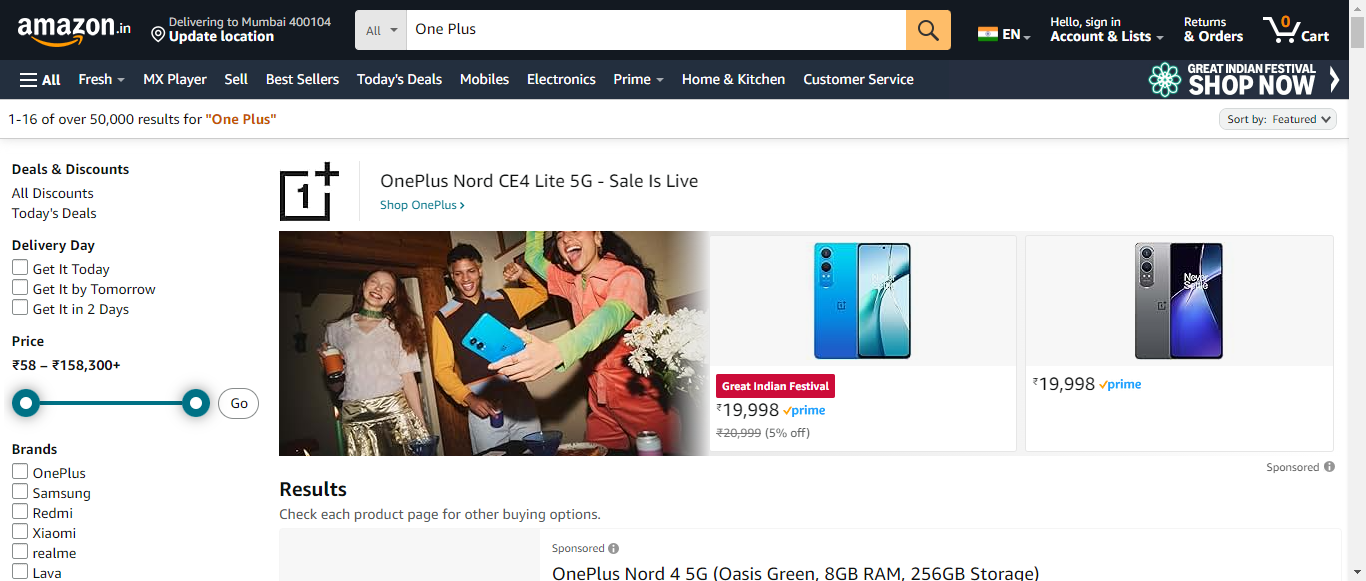 amazon.in
Delivering to Mumbai 400104
Update location
All
One Plus
EN
Hello, sign in
Account & Lists
Returns
& Orders
0
Cart
All
Fresh
MX Player
Sell
Best Sellers
Today's Deals
Mobiles
Electronics
Prime
Home & Kitchen
Customer Service
GREAT INDIAN FESTIVAL
SHOP NOW
1-16 of over 50,000 results for "One Plus"
Sort by: Featured
Deals & Discounts
All Discounts
Today's Deals
Delivery Day
Get It Today
Get It by Tomorrow
Get It in 2 Days
Price
₹58 – ₹158,300+
Go
Brands
OnePlus
Samsung
Redmi
Xiaomi
realme
Lava
1+
OnePlus Nord CE4 Lite 5G - Sale Is Live
Shop OnePlus ›
Great Indian Festival
₹19,998 prime
₹20,999 (5% off)
Never
Settle
₹19,998 prime
Sponsored
Results
Check each product page for other buying options.
Sponsored
OnePlus Nord 4 5G (Oasis Green, 8GB RAM, 256GB Storage)